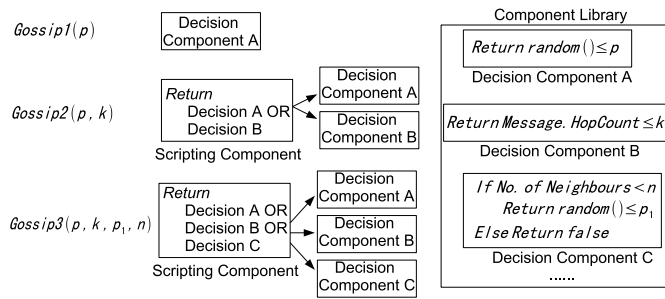 Gossip1(p)
Decision
Component A
Gossip2(p, k)
Return
Decision A OR
Decision B
Scripting Component
Decision
Component A
Decision
Component B
Gossip3(p, k, p₁, n)
Return
Decision A OR
Decision B OR
Decision C
Scripting Component
Decision
Component A
Decision
Component B
Decision
Component C
Component Library
Return random()≤p
Decision Component A
Return Message. HopCount≤k
Decision Component B
If No. of Neighbours<n
Return random()≤p₁
Else Return false
Decision Component C
......